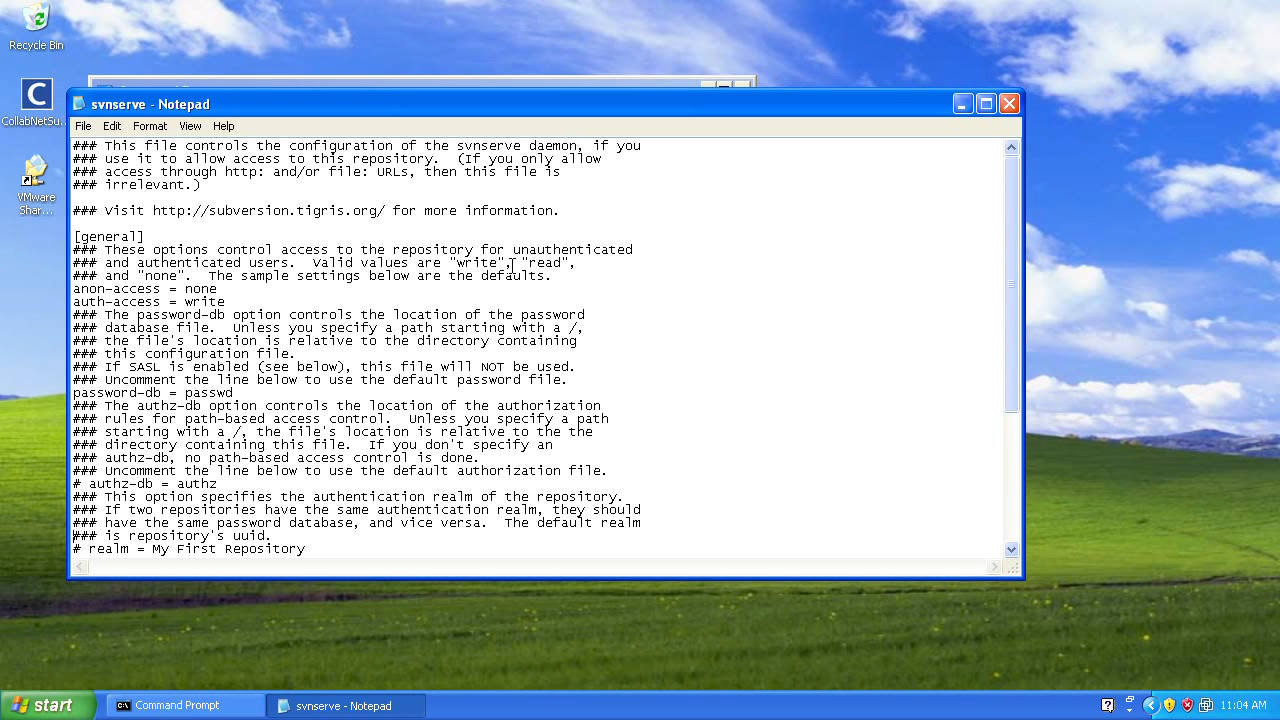 Recycle Bin
CollabNetSu...
VMware
Shar...
svnserve - Notepad
File Edit Format View Help
### This file controls the configuration of the svnserve daemon, if you
### use it to allow access to this repository.  (If you only allow
### access through http: and/or file: URLs, then this file is
### irrelevant.)
### Visit http://subversion.tigris.org/ for more information.
[general]
### These options control access to the repository for unauthenticated
### and authenticated users.  Valid values are "write", "read",
### and "none".  The sample settings below are the defaults.
anon-access = none
auth-access = write
### The password-db option controls the location of the password
### database file.  Unless you specify a path starting with a /,
### the file's location is relative to the directory containing
### this configuration file.
### If SASL is enabled (see below), this file will NOT be used.
### Uncomment the line below to use the default password file.
password-db = passwd
### The authz-db option controls the location of the authorization
### rules for path-based access control.  Unless you specify a path
### starting with a /, the file's location is relative to the the
### directory containing this file.  If you don't specify an
### authz-db, no path-based access control is done.
### Uncomment the line below to use the default authorization file.
# authz-db = authz
### This option specifies the authentication realm of the repository.
### If two repositories have the same authentication realm, they should
### have the same password database, and vice versa.  The default realm
### is repository's uuid.
# realm = My First Repository
start
Command Prompt
svnserve - Notepad
11:04 AM